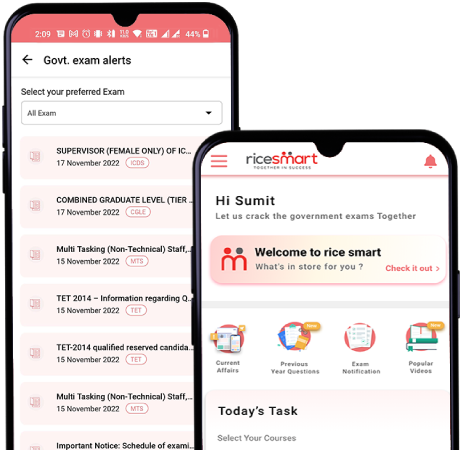 2:09
44%
Govt. exam alerts
Select your preferred Exam
All Exam
SUPERVISOR (FEMALE ONLY) OF IC...
17 November 2022 ICDS
COMBINED GRADUATE LEVEL (TIER ...
17 November 2022 CGLE
Multi Tasking (Non-Technical) Staff,...
15 November 2022 MTS
TET 2014 – Information regarding Q...
15 November 2022 TET
TET-2014 qualified reserved candida...
15 November 2022 TET
Multi Tasking (Non-Technical) Staff,...
15 November 2022 MTS
Important Notice: Schedule of exami...
ricesmart
TOGETHER IN SUCCESS
Hi Sumit
Let us crack the government exams Together
Welcome to rice smart
What's in store for you ?
Check it out >
Current
Affairs
New
Previous
Year Questions
Exam
Notification
New
Popular
Videos
Today's Task
Select Your Courses